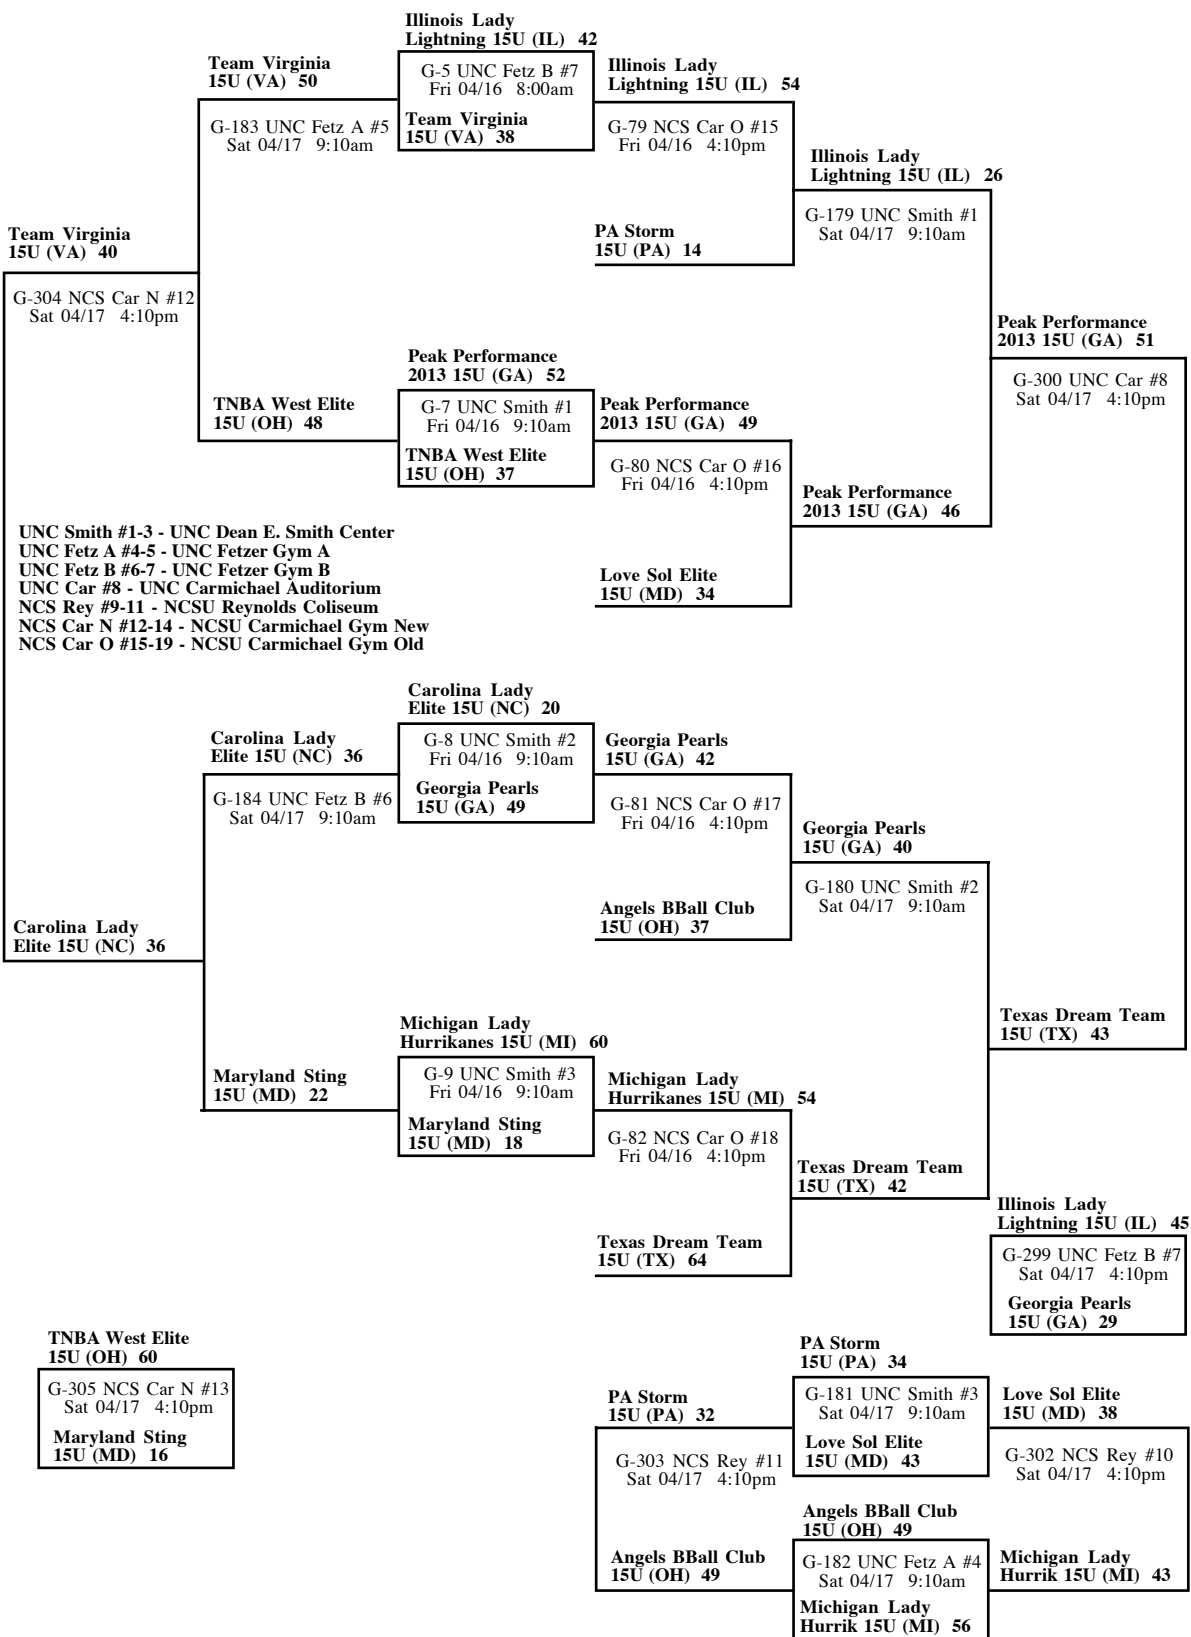 Illinois Lady
Lightning 15U (IL) 42
G-5 UNC Fetz B #7
Fri 04/16 8:00am
Team Virginia
15U (VA) 38
Team Virginia
15U (VA) 50
G-183 UNC Fetz A #5
Sat 04/17 9:10am
Illinois Lady
Lightning 15U (IL) 54
G-79 NCS Car O #15
Fri 04/16 4:10pm
PA Storm
15U (PA) 14
Illinois Lady
Lightning 15U (IL) 26
G-179 UNC Smith #1
Sat 04/17 9:10am
Team Virginia
15U (VA) 40
G-304 NCS Car N #12
Sat 04/17 4:10pm
Peak Performance
2013 15U (GA) 51
G-300 UNC Car #8
Sat 04/17 4:10pm
Peak Performance
2013 15U (GA) 52
G-7 UNC Smith #1
Fri 04/16 9:10am
TNBA West Elite
15U (OH) 37
TNBA West Elite
15U (OH) 48
Peak Performance
2013 15U (GA) 49
G-80 NCS Car O #16
Fri 04/16 4:10pm
Love Sol Elite
15U (MD) 34
Peak Performance
2013 15U (GA) 46
UNC Smith #1-3 - UNC Dean E. Smith Center
UNC Fetz A #4-5 - UNC Fetzer Gym A
UNC Fetz B #6-7 - UNC Fetzer Gym B
UNC Car #8 - UNC Carmichael Auditorium
NCS Rey #9-11 - NCSU Reynolds Coliseum
NCS Car N #12-14 - NCSU Carmichael Gym New
NCS Car O #15-19 - NCSU Carmichael Gym Old
Carolina Lady
Elite 15U (NC) 20
G-8 UNC Smith #2
Fri 04/16 9:10am
Georgia Pearls
15U (GA) 49
Carolina Lady
Elite 15U (NC) 36
G-184 UNC Fetz B #6
Sat 04/17 9:10am
Georgia Pearls
15U (GA) 42
G-81 NCS Car O #17
Fri 04/16 4:10pm
Angels BBall Club
15U (OH) 37
Georgia Pearls
15U (GA) 40
G-180 UNC Smith #2
Sat 04/17 9:10am
Carolina Lady
Elite 15U (NC) 36
Michigan Lady
Hurrikanes 15U (MI) 60
G-9 UNC Smith #3
Fri 04/16 9:10am
Maryland Sting
15U (MD) 18
Maryland Sting
15U (MD) 22
Michigan Lady
Hurrikanes 15U (MI) 54
G-82 NCS Car O #18
Fri 04/16 4:10pm
Texas Dream Team
15U (TX) 64
Texas Dream Team
15U (TX) 42
Texas Dream Team
15U (TX) 43
Illinois Lady
Lightning 15U (IL) 45
G-299 UNC Fetz B #7
Sat 04/17 4:10pm
Georgia Pearls
15U (GA) 29
TNBA West Elite
15U (OH) 60
G-305 NCS Car N #13
Sat 04/17 4:10pm
Maryland Sting
15U (MD) 16
PA Storm
15U (PA) 34
G-181 UNC Smith #3
Sat 04/17 9:10am
Love Sol Elite
15U (MD) 43
PA Storm
15U (PA) 32
G-303 NCS Rey #11
Sat 04/17 4:10pm
Angels BBall Club
15U (OH) 49
Love Sol Elite
15U (MD) 38
G-302 NCS Rey #10
Sat 04/17 4:10pm
Angels BBall Club
15U (OH) 49
G-182 UNC Fetz A #4
Sat 04/17 9:10am
Michigan Lady
Hurrik 15U (MI) 56
Michigan Lady
Hurrik 15U (MI) 43